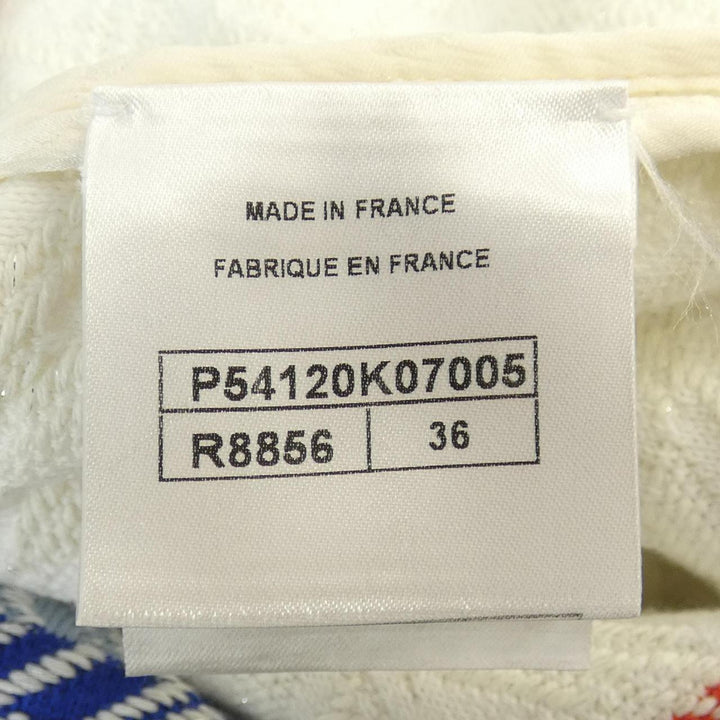 MADE IN FRANCE
FABRIQUE EN FRANCE
P54120K07005
R8856 36